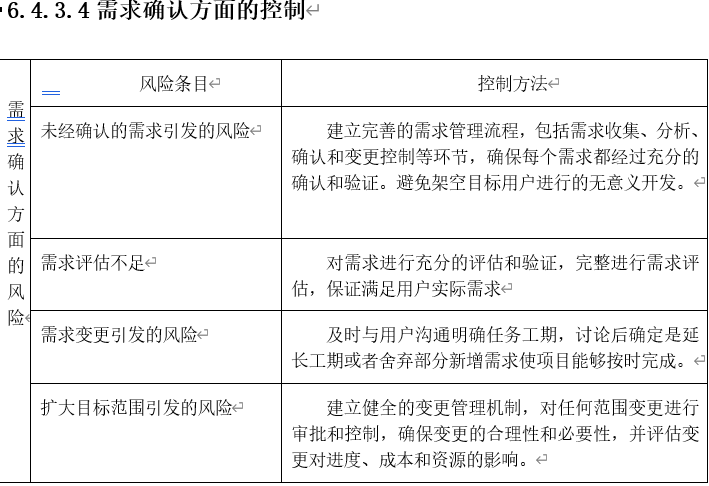 6.4.3.4 需求确认方面的控制
需求确认方面的风险
风险条目
控制方法
未经确认的需求引发的风险
建立完善的需求管理流程，包括需求收集、分析、
确认和变更控制等环节，确保每个需求都经过充分的
确认和验证。避免架空目标用户进行的无意义开发。
需求评估不足
对需求进行充分的评估和验证，完整进行需求评
估，保证满足用户实际需求
需求变更引发的风险
及时与用户沟通明确任务工期，讨论后确定是延
长工期或者舍弃部分新增需求使项目能够按时完成。
扩大目标范围引发的风险
建立健全的变更管理机制，对任何范围变更进行
审批和控制，确保变更的合理性和必要性，并评估变
更对进度、成本和资源的影响。